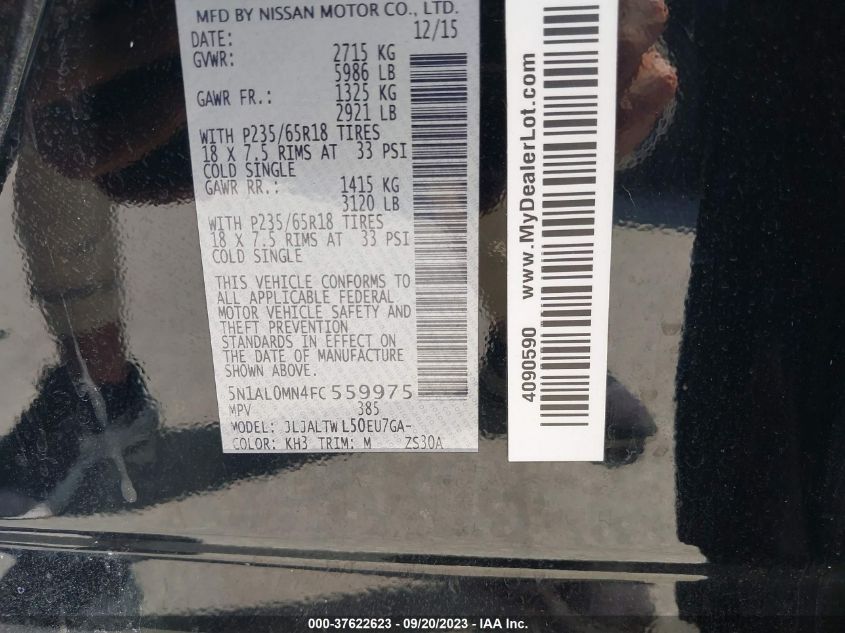 MFD BY NISSAN MOTOR CO., LTD.
DATE: 12/15
GVWR: 2715 KG
5986 LB
GAWR FR.: 1325 KG
2921 LB
WITH P235/65R18 TIRES
18 X 7.5 RIMS AT 33 PSI
COLD SINGLE
GAWR RR.: 1415 KG
3120 LB
WITH P235/65R18 TIRES
18 X 7.5 RIMS AT 33 PSI
COLD SINGLE
THIS VEHICLE CONFORMS TO
ALL APPLICABLE FEDERAL
MOTOR VEHICLE SAFETY AND
THEFT PREVENTION
STANDARDS IN EFFECT ON
THE DATE OF MANUFACTURE
SHOWN ABOVE.
5N1AL0MN4FC559975
MPV 385
MODEL: JLJALTWL50EU7GA-
COLOR: KH3 TRIM: M ZS30A
4090590 www.MyDealerLot.com
000-37622623 - 09/20/2023 - IAA Inc.